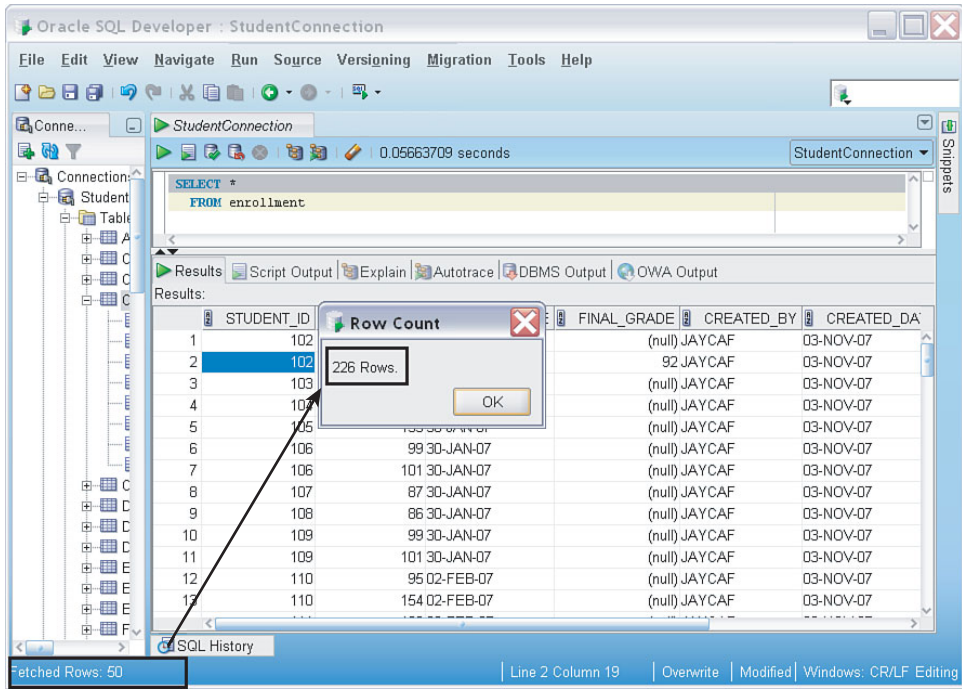 Oracle SQL Developer : StudentConnection
File Edit View Navigate Run Source Versioning Migration Tools Help
Conne...
StudentConnection
0.05663709 seconds
StudentConnection
Snippets
Connection
Student
Table
A
C
C
C
C
D
D
D
E
E
E
F
SELECT *
FROM enrollment
Results Script Output Explain Autotrace DBMS Output OWA Output
Results:
STUDENT_ID FINAL_GRADE CREATED_BY CREATED_DA
1 102 (null) JAYCAF 03-NOV-07
2 102 92 JAYCAF 03-NOV-07
3 103 (null) JAYCAF 03-NOV-07
4 104 (null) JAYCAF 03-NOV-07
5 105 (null) JAYCAF 03-NOV-07
6 106 99 30-JAN-07 (null) JAYCAF 03-NOV-07
7 106 101 30-JAN-07 (null) JAYCAF 03-NOV-07
8 107 87 30-JAN-07 (null) JAYCAF 03-NOV-07
9 108 86 30-JAN-07 (null) JAYCAF 03-NOV-07
10 109 99 30-JAN-07 (null) JAYCAF 03-NOV-07
11 109 101 30-JAN-07 (null) JAYCAF 03-NOV-07
12 110 95 02-FEB-07 (null) JAYCAF 03-NOV-07
13 110 154 02-FEB-07 (null) JAYCAF 03-NOV-07
Row Count
226 Rows.
OK
SQL History
Fetched Rows: 50
Line 2 Column 19 Overwrite Modified Windows: CR/LF Editing